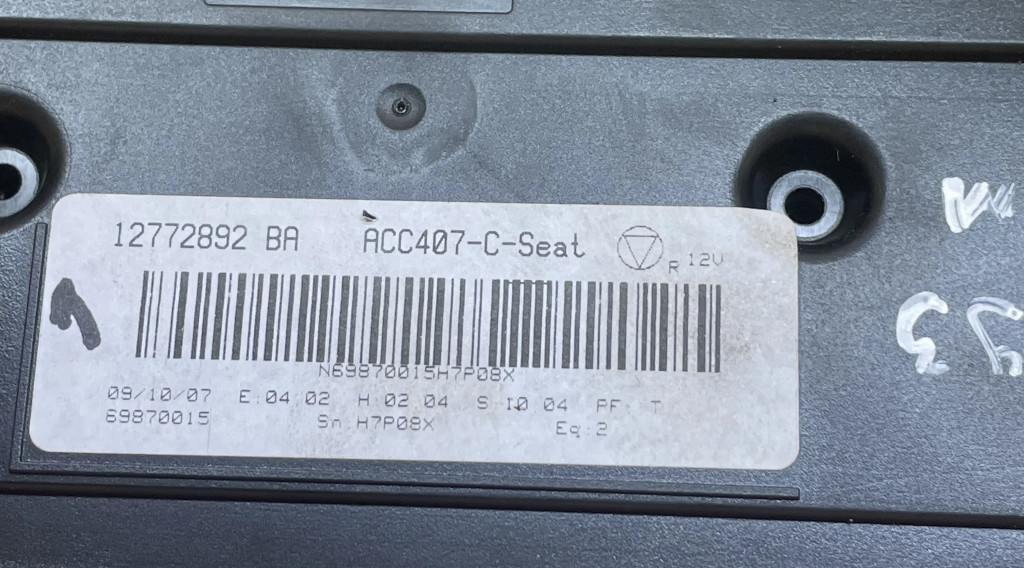 12772892 BA ACC407-C-Seat R 12V
N69870015H7P08X
09/10/07 E:04.02 H:02.04 S:10.04 PF: T
69870015 Sn:H7P08X Eq:2